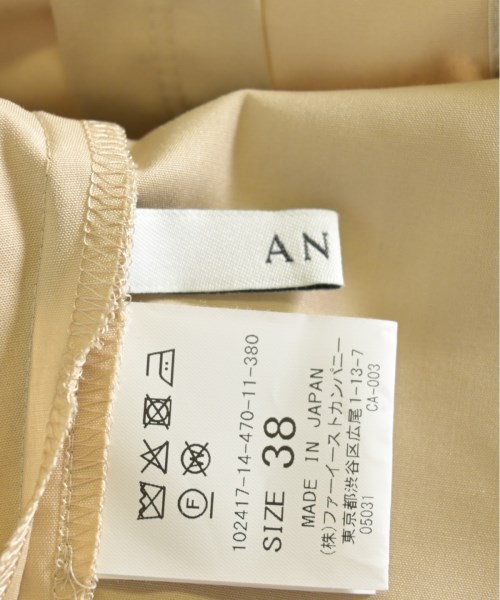 AN
102417-14-470-11-380
SIZE 38
MADE IN JAPAN
(株)ファーイーストカンパニー
東京都渋谷区広尾1-13-7
05031 CA-003
F